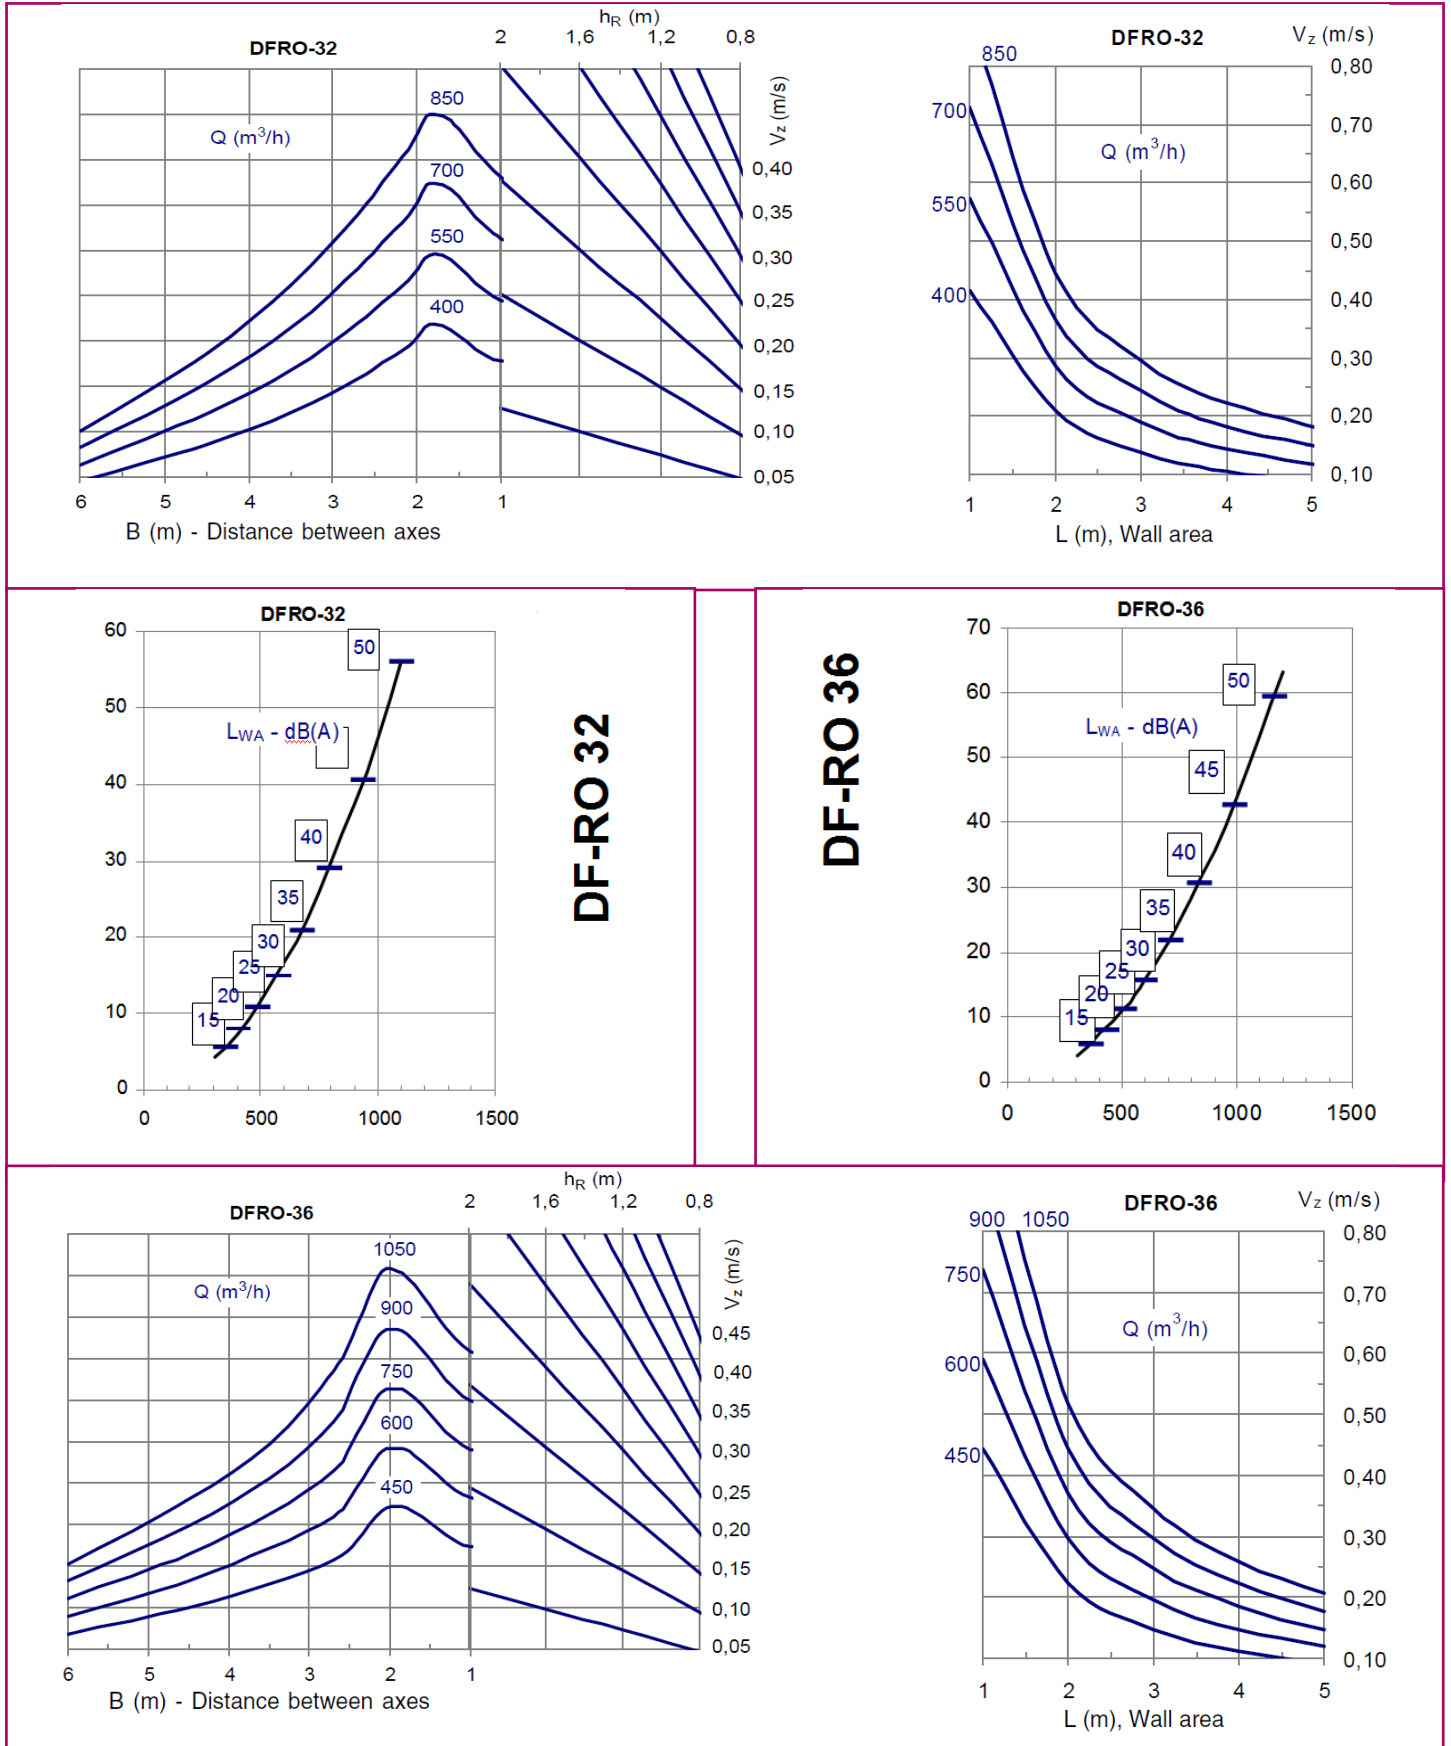 h_R (m)
DFRO-32
2 1,6 1,2 0,8
850
Q (m³/h)
700
550
400
V_Z (m/s)
0,40
0,35
0,30
0,25
0,20
0,15
0,10
0,05
6 5 4 3 2 1
B (m) - Distance between axes
DFRO-32
V_Z (m/s)
850
700
550
400
Q (m³/h)
0,80
0,70
0,60
0,50
0,40
0,30
0,20
0,10
1 2 3 4 5
L (m), Wall area
DFRO-32
60
50
40
30
20
10
0
50
L_WA - dB(A)
40
35
30
25
20
15
0 500 1000 1500
DF-RO 32
DF-RO 36
DFRO-36
70
60
50
40
30
20
10
0
50
L_WA - dB(A)
45
40
35
30
25
20
15
0 500 1000 1500
h_R (m)
DFRO-36
2 1,6 1,2 0,8
1050
Q (m³/h)
900
750
600
450
V_Z (m/s)
0,45
0,40
0,35
0,30
0,25
0,20
0,15
0,10
0,05
6 5 4 3 2 1
B (m) - Distance between axes
DFRO-36
V_Z (m/s)
900 1050
750
600
450
Q (m³/h)
0,80
0,70
0,60
0,50
0,40
0,30
0,20
0,10
1 2 3 4 5
L (m), Wall area